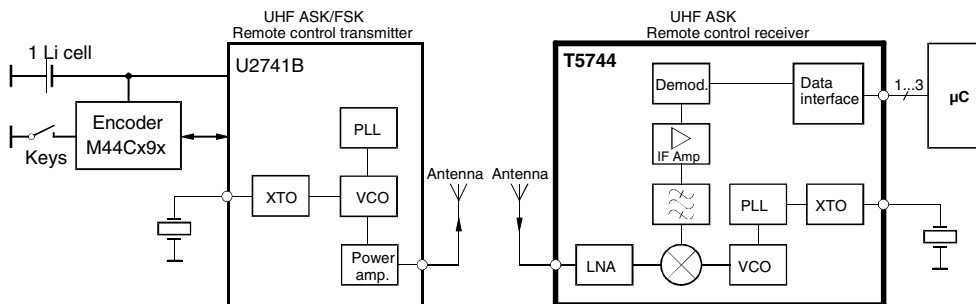 UHF ASK/FSK
Remote control transmitter
UHF ASK
Remote control receiver
1 Li cell
U2741B
T5744
Demod.
Data
interface
1...3
µC
Encoder
M44Cx9x
Keys
PLL
IF Amp
Antenna
Antenna
XTO
VCO
PLL
XTO
Power
amp.
LNA
VCO